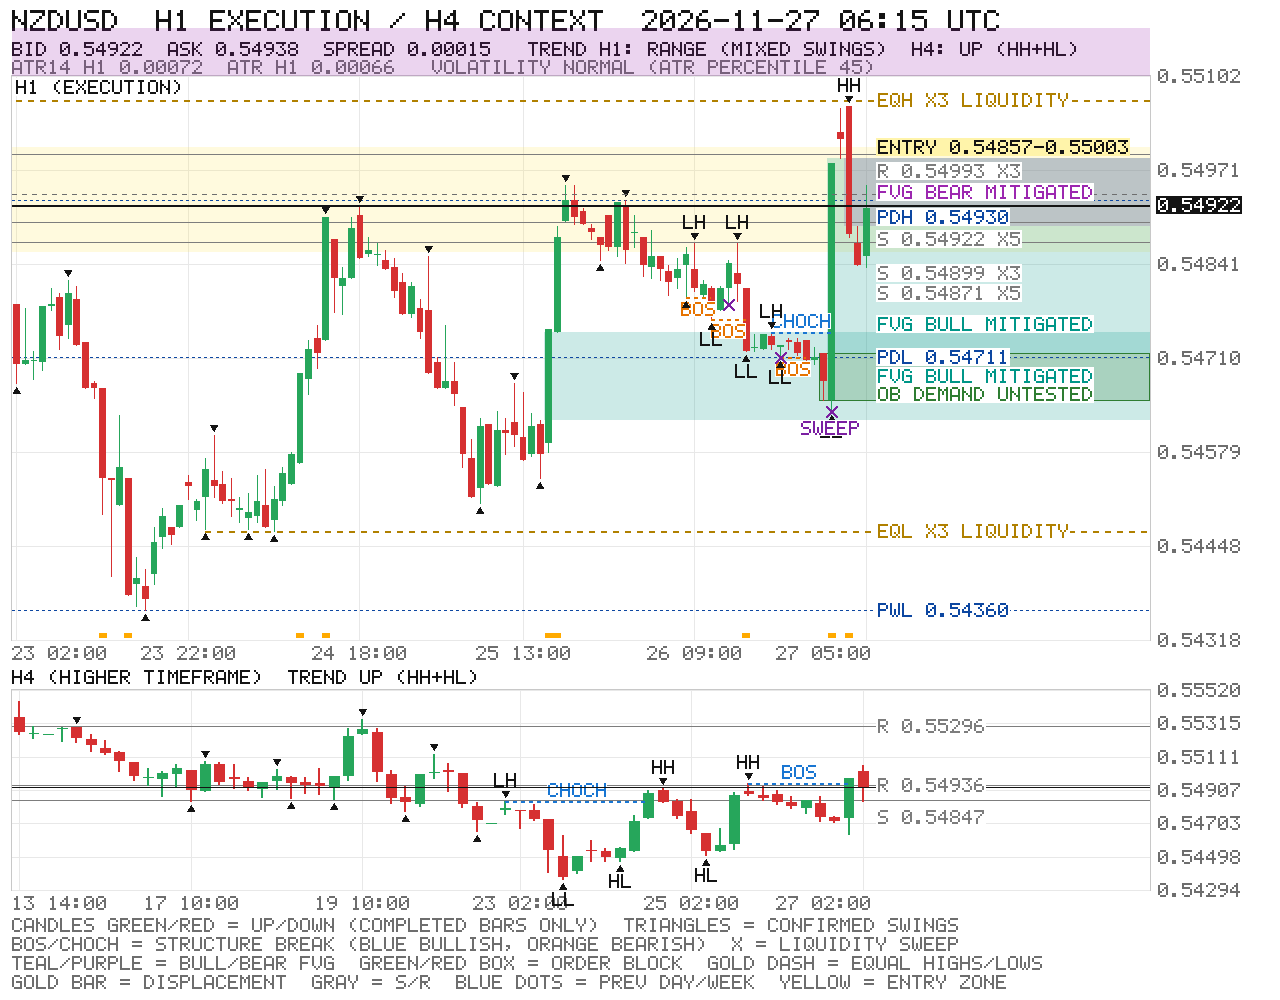 NZDUSD  H1 EXECUTION / H4 CONTEXT  2026-11-27 06:15 UTC
BID 0.54922  ASK 0.54938  SPREAD 0.00015   TREND H1: RANGE (MIXED SWINGS)  H4: UP (HH+HL)
ATR14 H1 0.00072  ATR H1 0.00066   VOLATILITY NORMAL (ATR PERCENTILE 45)
0.55102
H1 (EXECUTION)
HH
EQH X3 LIQUIDITY
ENTRY 0.54857-0.55003
R 0.54993 X3
0.54971
FVG BEAR MITIGATED
0.54922
PDH 0.54930
LH
LH
S 0.54922 X5
0.54841
S 0.54899 X3
S 0.54871 X5
BOS
LH
CHOCH
FVG BULL MITIGATED
BOS
LL
PDL 0.54711
0.54710
LL
LL
BOS
FVG BULL MITIGATED
OB DEMAND UNTESTED
SWEEP
0.54579
EQL X3 LIQUIDITY
0.54448
PWL 0.54360
0.54318
23 02:00
23 22:00
24 18:00
25 13:00
26 09:00
27 05:00
H4 (HIGHER TIMEFRAME)  TREND UP (HH+HL)
0.55520
0.55315
R 0.55296
0.55111
HH
HH
BOS
LH
CHOCH
R 0.54936
0.54907
S 0.54847
0.54703
0.54498
HL
HL
LL
0.54294
13 14:00
17 10:00
19 10:00
23 02:00
25 02:00
27 02:00
CANDLES GREEN/RED = UP/DOWN (COMPLETED BARS ONLY)  TRIANGLES = CONFIRMED SWINGS
BOS/CHOCH = STRUCTURE BREAK (BLUE BULLISH, ORANGE BEARISH)  X = LIQUIDITY SWEEP
TEAL/PURPLE = BULL/BEAR FVG  GREEN/RED BOX = ORDER BLOCK  GOLD DASH = EQUAL HIGHS/LOWS
GOLD BAR = DISPLACEMENT  GRAY = S/R  BLUE DOTS = PREV DAY/WEEK  YELLOW = ENTRY ZONE